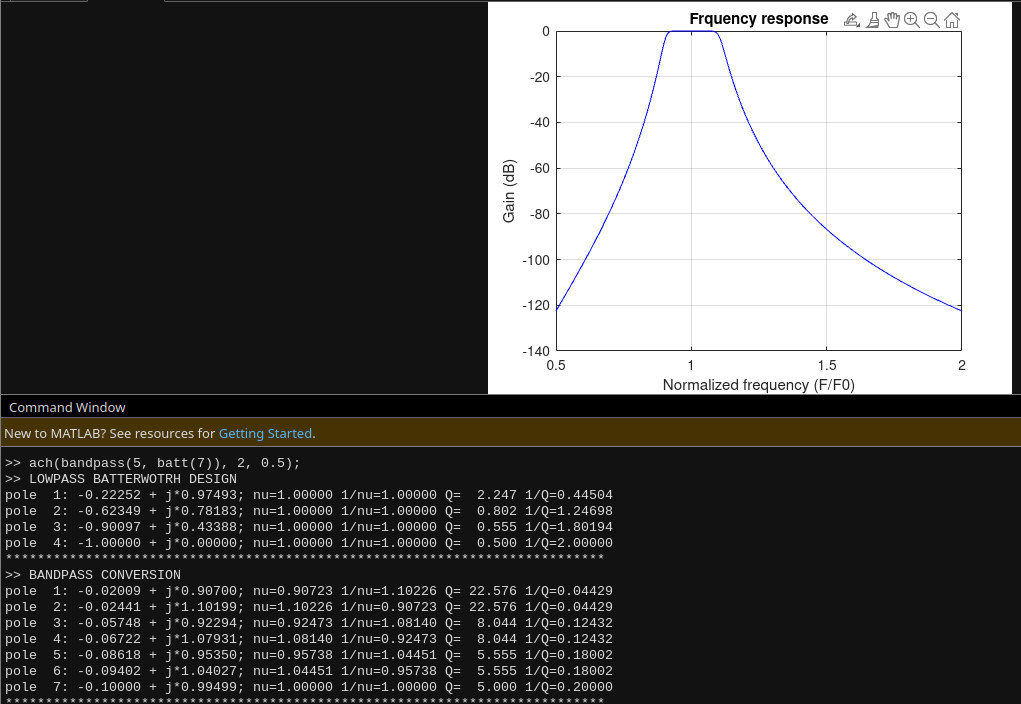 Frquency response
0
-20
-40
-60
-80
-100
-120
-140
Gain (dB)
0.5 1 1.5 2
Normalized frequency (F/F0)
Command Window
New to MATLAB? See resources for Getting Started.
>> ach(bandpass(5, batt(7)), 2, 0.5);
>> LOWPASS BATTERWOTRH DESIGN
pole  1: -0.22252 + j*0.97493; nu=1.00000 1/nu=1.00000 Q=  2.247 1/Q=0.44504
pole  2: -0.62349 + j*0.78183; nu=1.00000 1/nu=1.00000 Q=  0.802 1/Q=1.24698
pole  3: -0.90097 + j*0.43388; nu=1.00000 1/nu=1.00000 Q=  0.555 1/Q=1.80194
pole  4: -1.00000 + j*0.00000; nu=1.00000 1/nu=1.00000 Q=  0.500 1/Q=2.00000
***************************************************************************
>> BANDPASS CONVERSION
pole  1: -0.02009 + j*0.90700; nu=0.90723 1/nu=1.10226 Q= 22.576 1/Q=0.04429
pole  2: -0.02441 + j*1.10199; nu=1.10226 1/nu=0.90723 Q= 22.576 1/Q=0.04429
pole  3: -0.05748 + j*0.92294; nu=0.92473 1/nu=1.08140 Q=  8.044 1/Q=0.12432
pole  4: -0.06722 + j*1.07931; nu=1.08140 1/nu=0.92473 Q=  8.044 1/Q=0.12432
pole  5: -0.08618 + j*0.95350; nu=0.95738 1/nu=1.04451 Q=  5.555 1/Q=0.18002
pole  6: -0.09402 + j*1.04027; nu=1.04451 1/nu=0.95738 Q=  5.555 1/Q=0.18002
pole  7: -0.10000 + j*0.99499; nu=1.00000 1/nu=1.00000 Q=  5.000 1/Q=0.20000
***************************************************************************